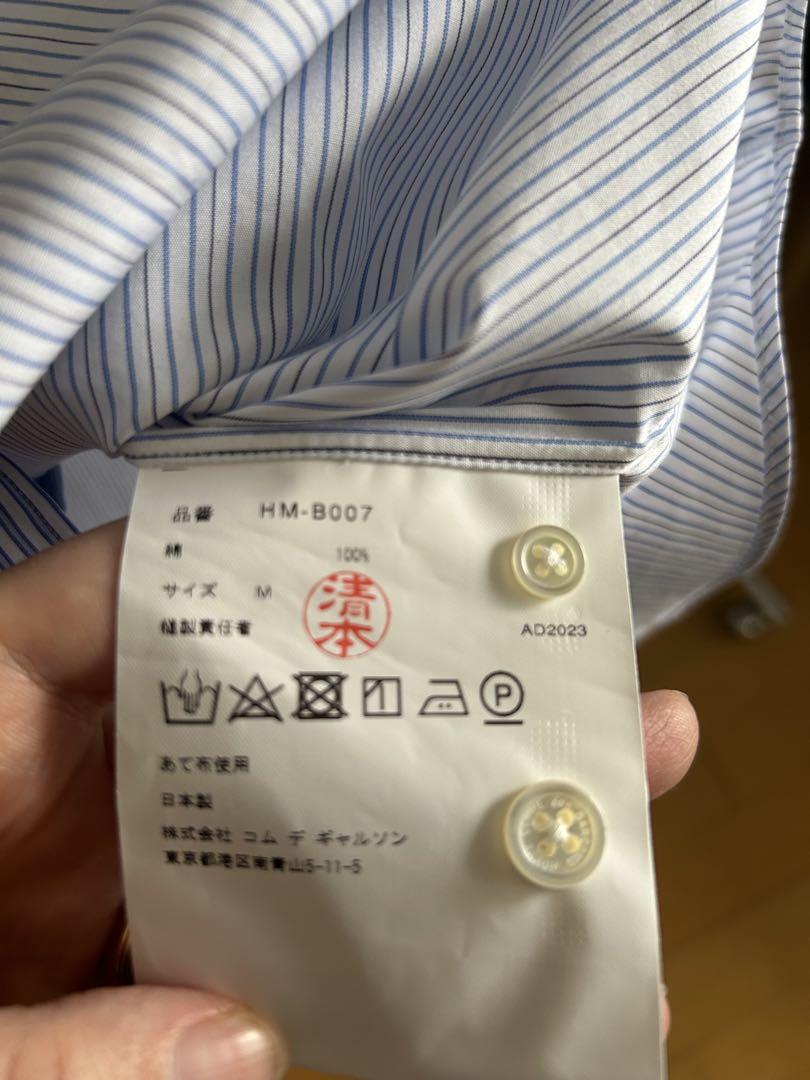 品番 HM-B007
綿 100%
サイズ M
清本
縫製責任者
AD2023
P
あて布使用
日本製
株式会社 コム デ ギャルソン
東京都港区南青山5-11-5